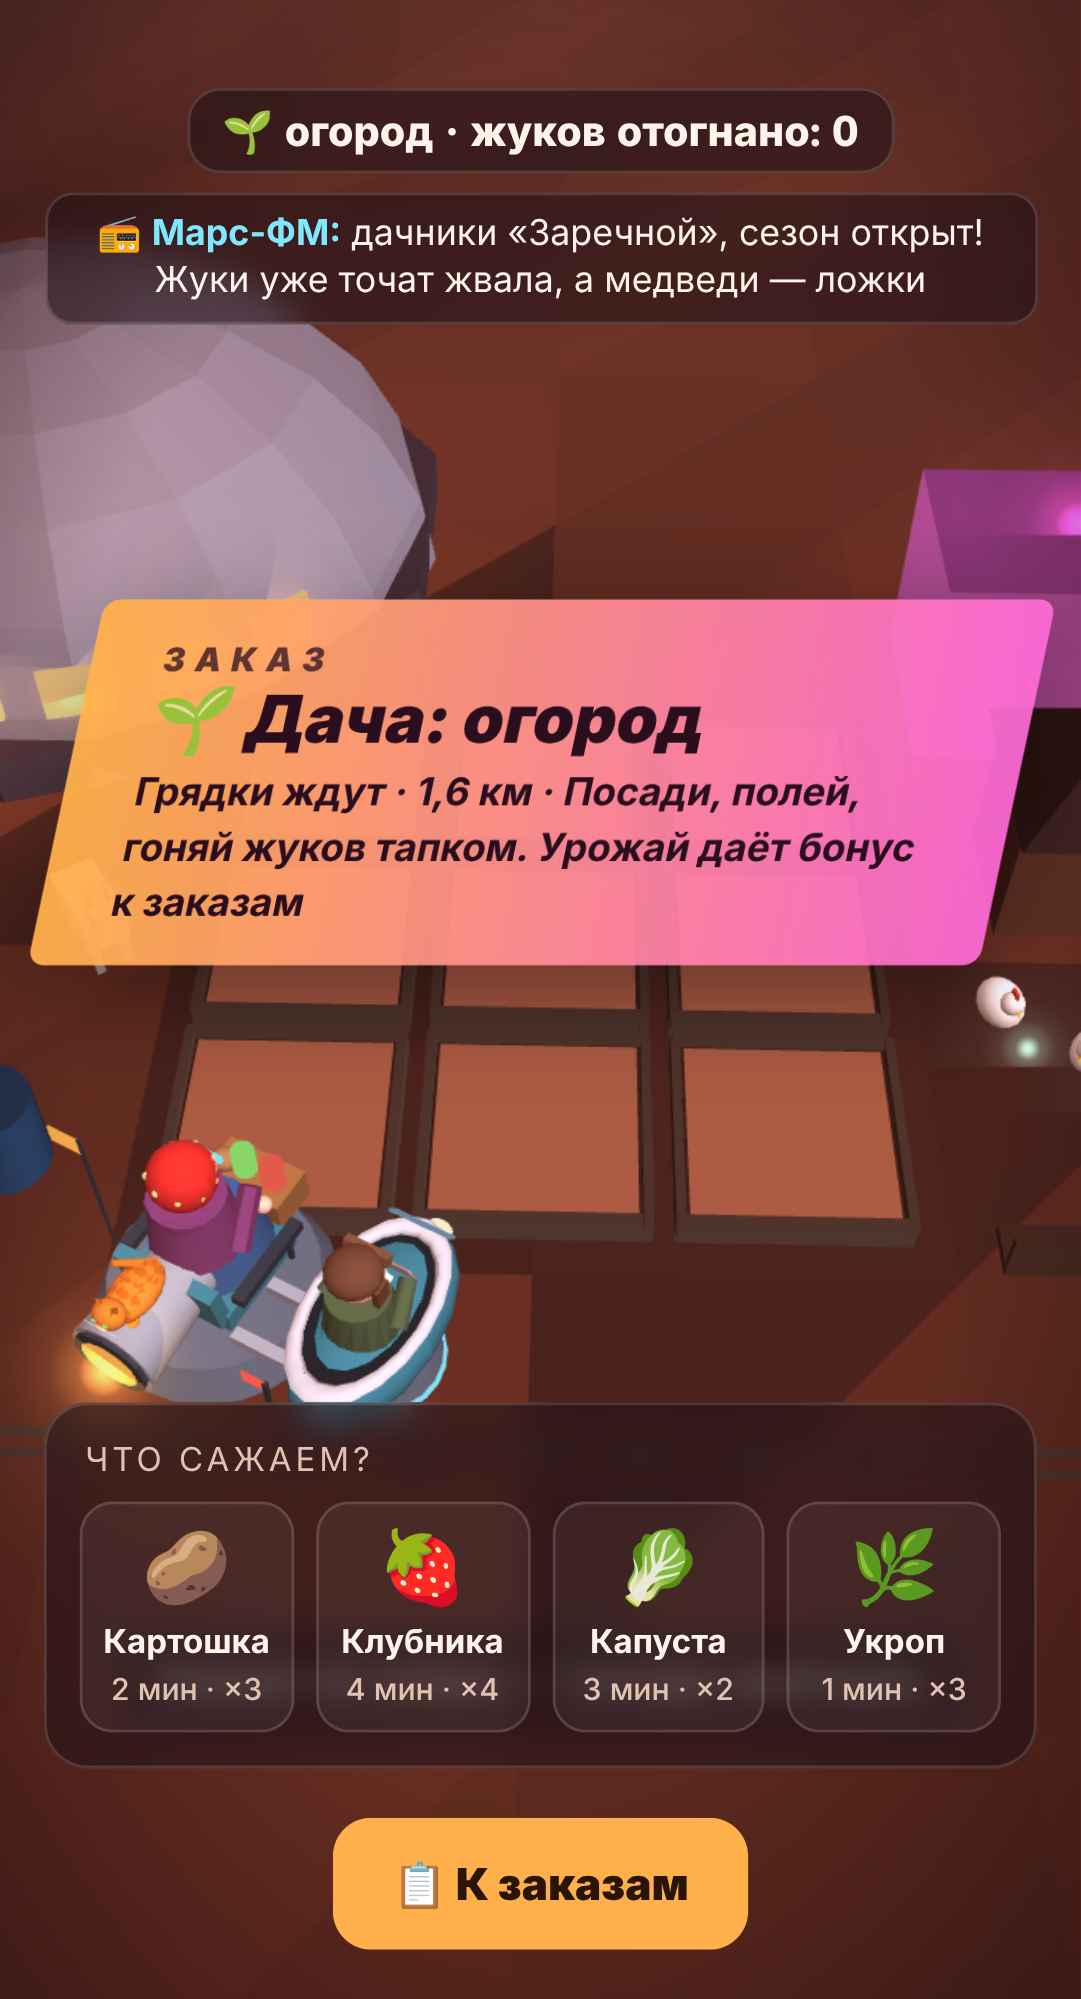 🌱 огород · жуков отогнано: 0
📻 Марс-ФМ: дачники «Заречной», сезон открыт!
Жуки уже точат жвала, а медведи — ложки
ЗАКАЗ
🌱 Дача: огород
Грядки ждут · 1,6 км · Посади, полей,
гоняй жуков тапком. Урожай даёт бонус
к заказам
ЧТО САЖАЕМ?
Картошка
2 мин · ×3
Клубника
4 мин · ×4
Капуста
3 мин · ×2
Укроп
1 мин · ×3
📋 К заказам